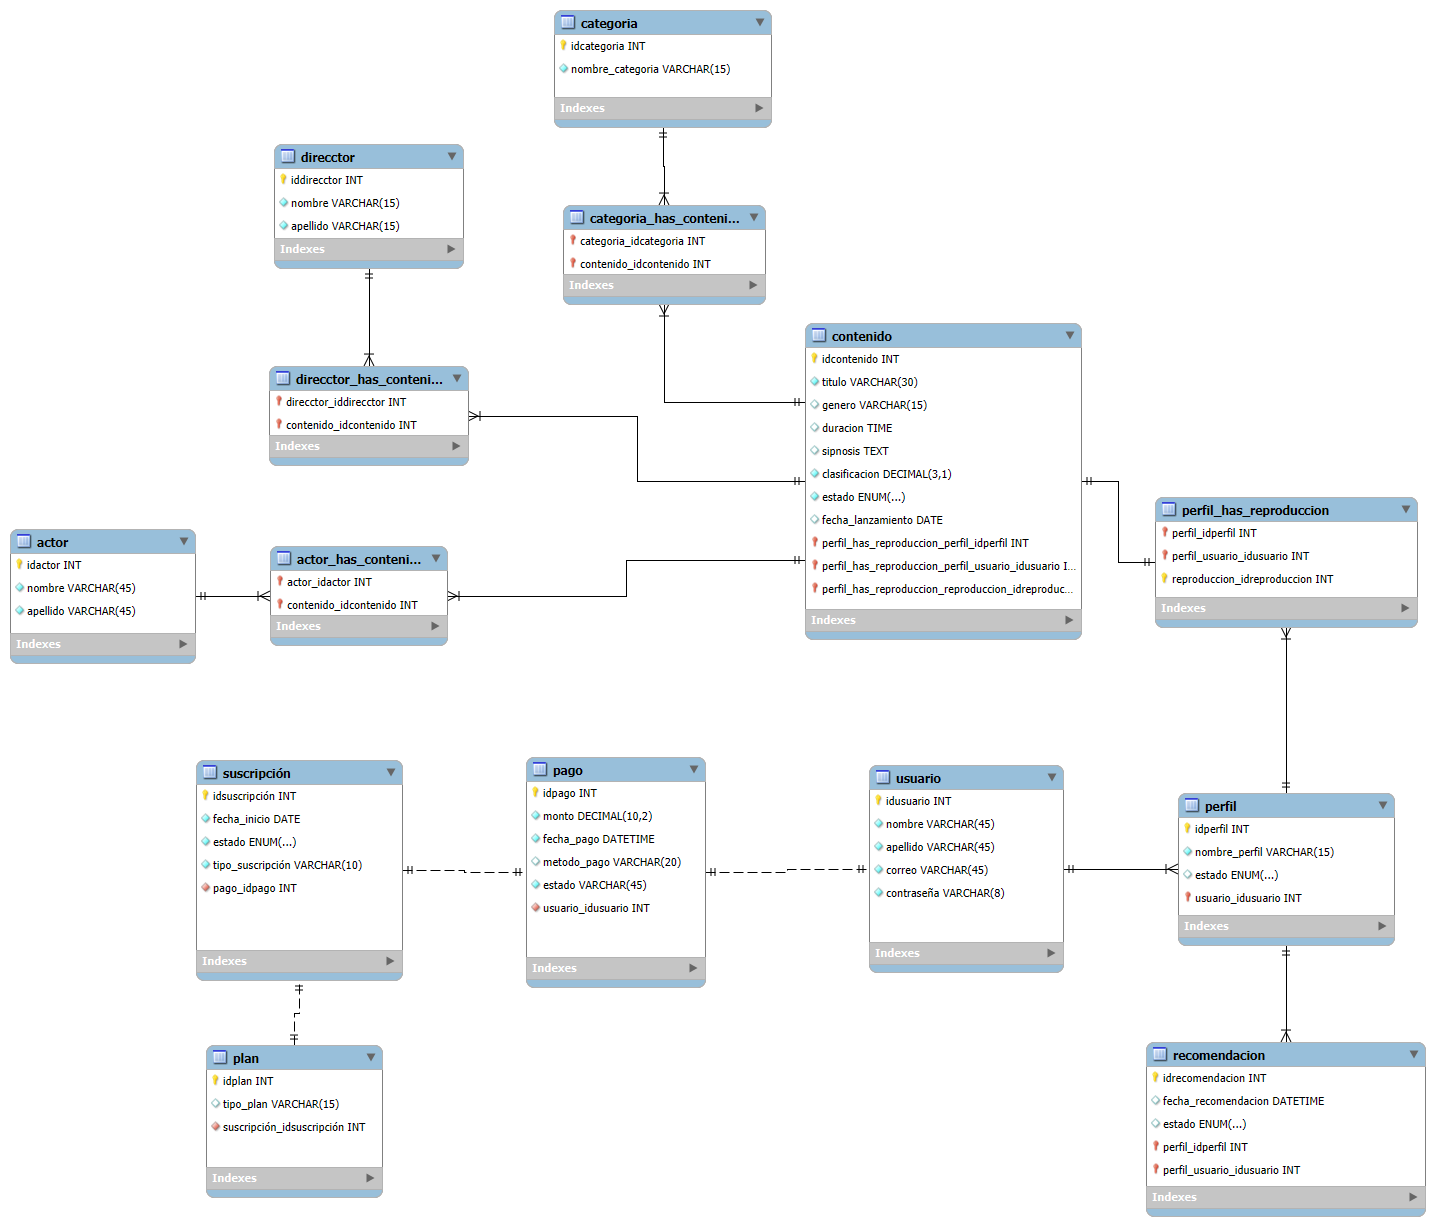 categoria
idcategoria INT
nombre_categoria VARCHAR(15)
Indexes
direcctor
iddirecctor INT
nombre VARCHAR(15)
apellido VARCHAR(15)
Indexes
categoria_has_conteni...
categoria_idcategoria INT
contenido_idcontenido INT
Indexes
direcctor_has_conteni...
direcctor_iddirecctor INT
contenido_idcontenido INT
Indexes
contenido
idcontenido INT
titulo VARCHAR(30)
genero VARCHAR(15)
duracion TIME
sipnosis TEXT
clasificacion DECIMAL(3,1)
estado ENUM(...)
fecha_lanzamiento DATE
perfil_has_reproduccion_perfil_idperfil INT
perfil_has_reproduccion_perfil_usuario_idusuario I...
perfil_has_reproduccion_reproduccion_idreproduc...
Indexes
perfil_has_reproduccion
perfil_idperfil INT
perfil_usuario_idusuario INT
reproduccion_idreproduccion INT
Indexes
actor
idactor INT
nombre VARCHAR(45)
apellido VARCHAR(45)
Indexes
actor_has_conteni...
actor_idactor INT
contenido_idcontenido INT
Indexes
suscripción
idsuscripción INT
fecha_inicio DATE
estado ENUM(...)
tipo_suscripción VARCHAR(10)
pago_idpago INT
Indexes
pago
idpago INT
monto DECIMAL(10,2)
fecha_pago DATETIME
metodo_pago VARCHAR(20)
estado VARCHAR(45)
usuario_idusuario INT
Indexes
usuario
idusuario INT
nombre VARCHAR(45)
apellido VARCHAR(45)
correo VARCHAR(45)
contraseña VARCHAR(8)
Indexes
perfil
idperfil INT
nombre_perfil VARCHAR(15)
estado ENUM(...)
usuario_idusuario INT
Indexes
plan
idplan INT
tipo_plan VARCHAR(15)
suscripción_idsuscripción INT
Indexes
recomendacion
idrecomendacion INT
fecha_recomendacion DATETIME
estado ENUM(...)
perfil_idperfil INT
perfil_usuario_idusuario INT
Indexes